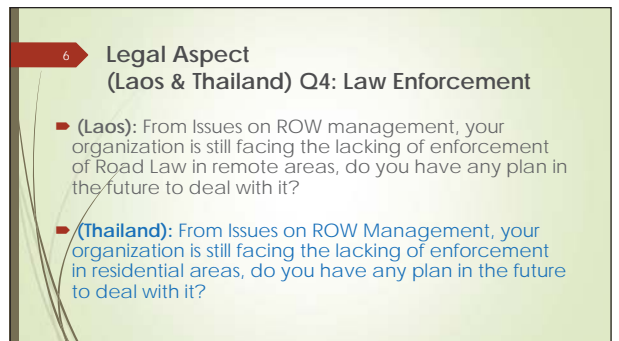 6
Legal Aspect
(Laos & Thailand) Q4: Law Enforcement
(Laos): From Issues on ROW management, your
organization is still facing the lacking of enforcement
of Road Law in remote areas, do you have any plan in
the future to deal with it?
(Thailand): From Issues on ROW Management, your
organization is still facing the lacking of enforcement
in residential areas, do you have any plan in the future
to deal with it?